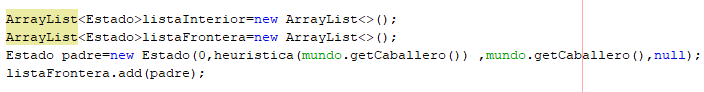 ArrayList<Estado>listaInterior=new ArrayList<>();
ArrayList<Estado>listaFrontera=new ArrayList<>();
Estado padre=new Estado(0,heuristica(mundo.getCaballero()) ,mundo.getCaballero(),null);
listaFrontera.add(padre);